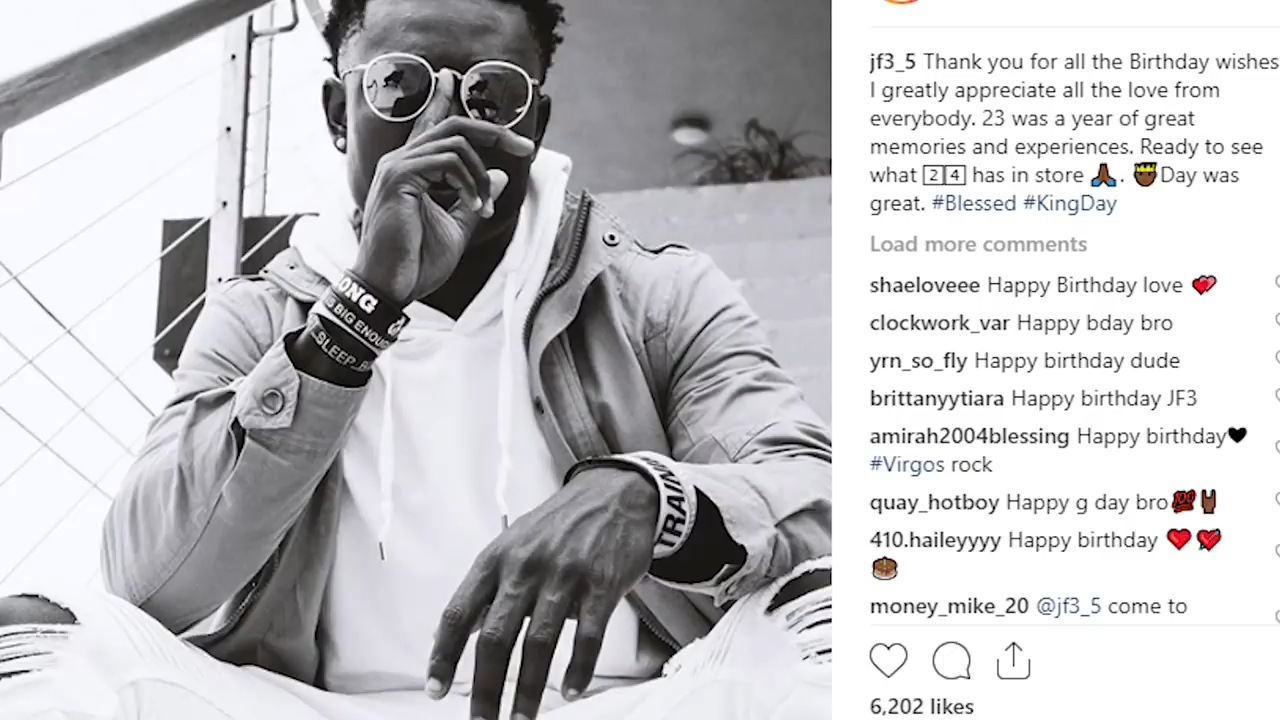 jf3_5 Thank you for all the Birthday wishes
I greatly appreciate all the love from
everybody. 23 was a year of great
memories and experiences. Ready to see
what 2️⃣4️⃣ has in store 🙏🏾. 🤴🏾Day was
great. #Blessed #KingDay
Load more comments
shaeloveee Happy Birthday love 💕
clockwork_var Happy bday bro
yrn_so_fly Happy birthday dude
brittanyytiara Happy birthday JF3
amirah2004blessing Happy birthday🖤
#Virgos rock
quay_hotboy Happy g day bro💯🤘🏾
410.haileyyyy Happy birthday ❤️💘
🎂
money_mike_20 @jf3_5 come to
6,202 likes
ONG
S BIG ENOUG
SLEEP
TRAIN